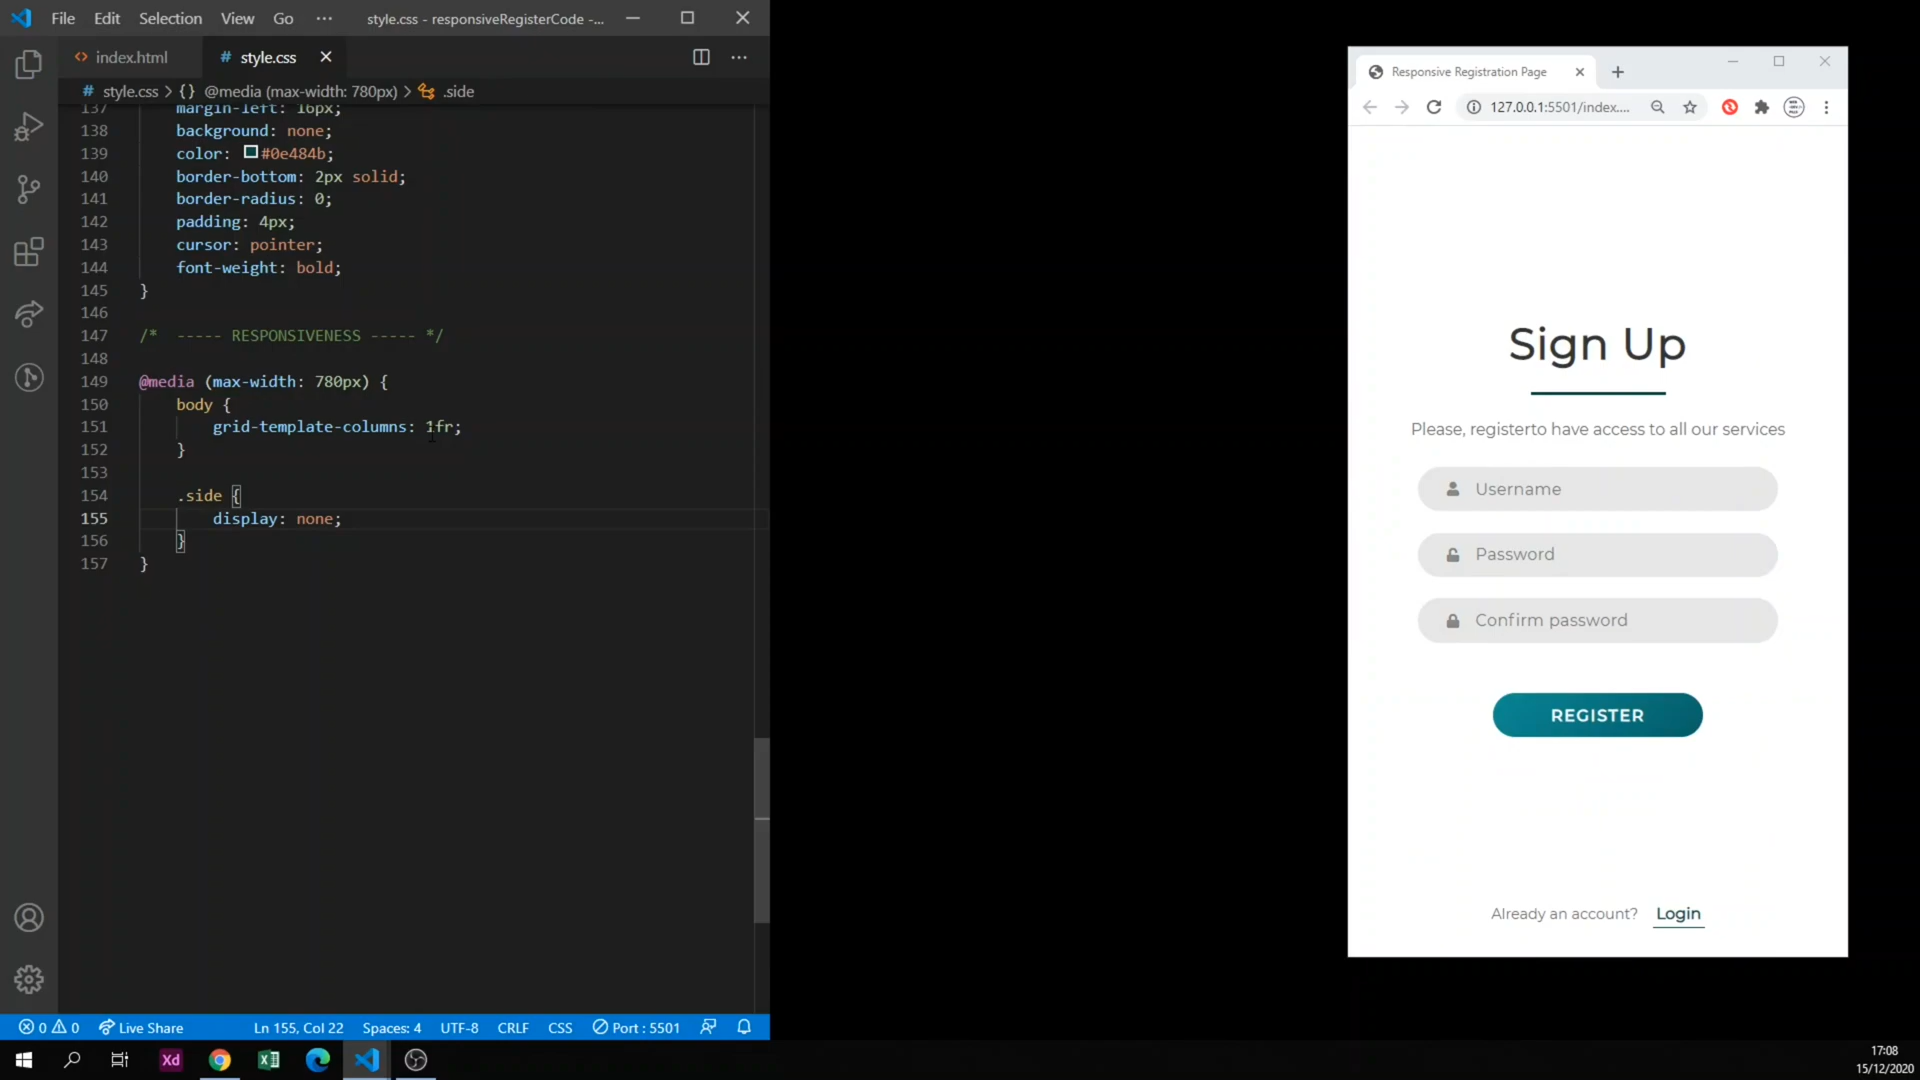 File Edit Selection View Go ··· style.css - responsiveRegisterCode -...
<> index.html # style.css
# style.css > {} @media (max-width: 780px) > .side
137 margin-left: 16px;
138 background: none;
139 color: #0e484b;
140 border-bottom: 2px solid;
141 border-radius: 0;
142 padding: 4px;
143 cursor: pointer;
144 font-weight: bold;
145 }
146
147 /* ----- RESPONSIVENESS ----- */
148
149 @media (max-width: 780px) {
150 body {
151 grid-template-columns: 1fr;
152 }
153
154 .side {
155 display: none;
156 }
157 }
0 0 Live Share Ln 155, Col 22 Spaces: 4 UTF-8 CRLF CSS Port : 5501
Responsive Registration Page
127.0.0.1:5501/index....
Sign Up
Please, registerto have access to all our services
Username
Password
Confirm password
REGISTER
Already an account? Login
Xd
17:08
15/12/2020